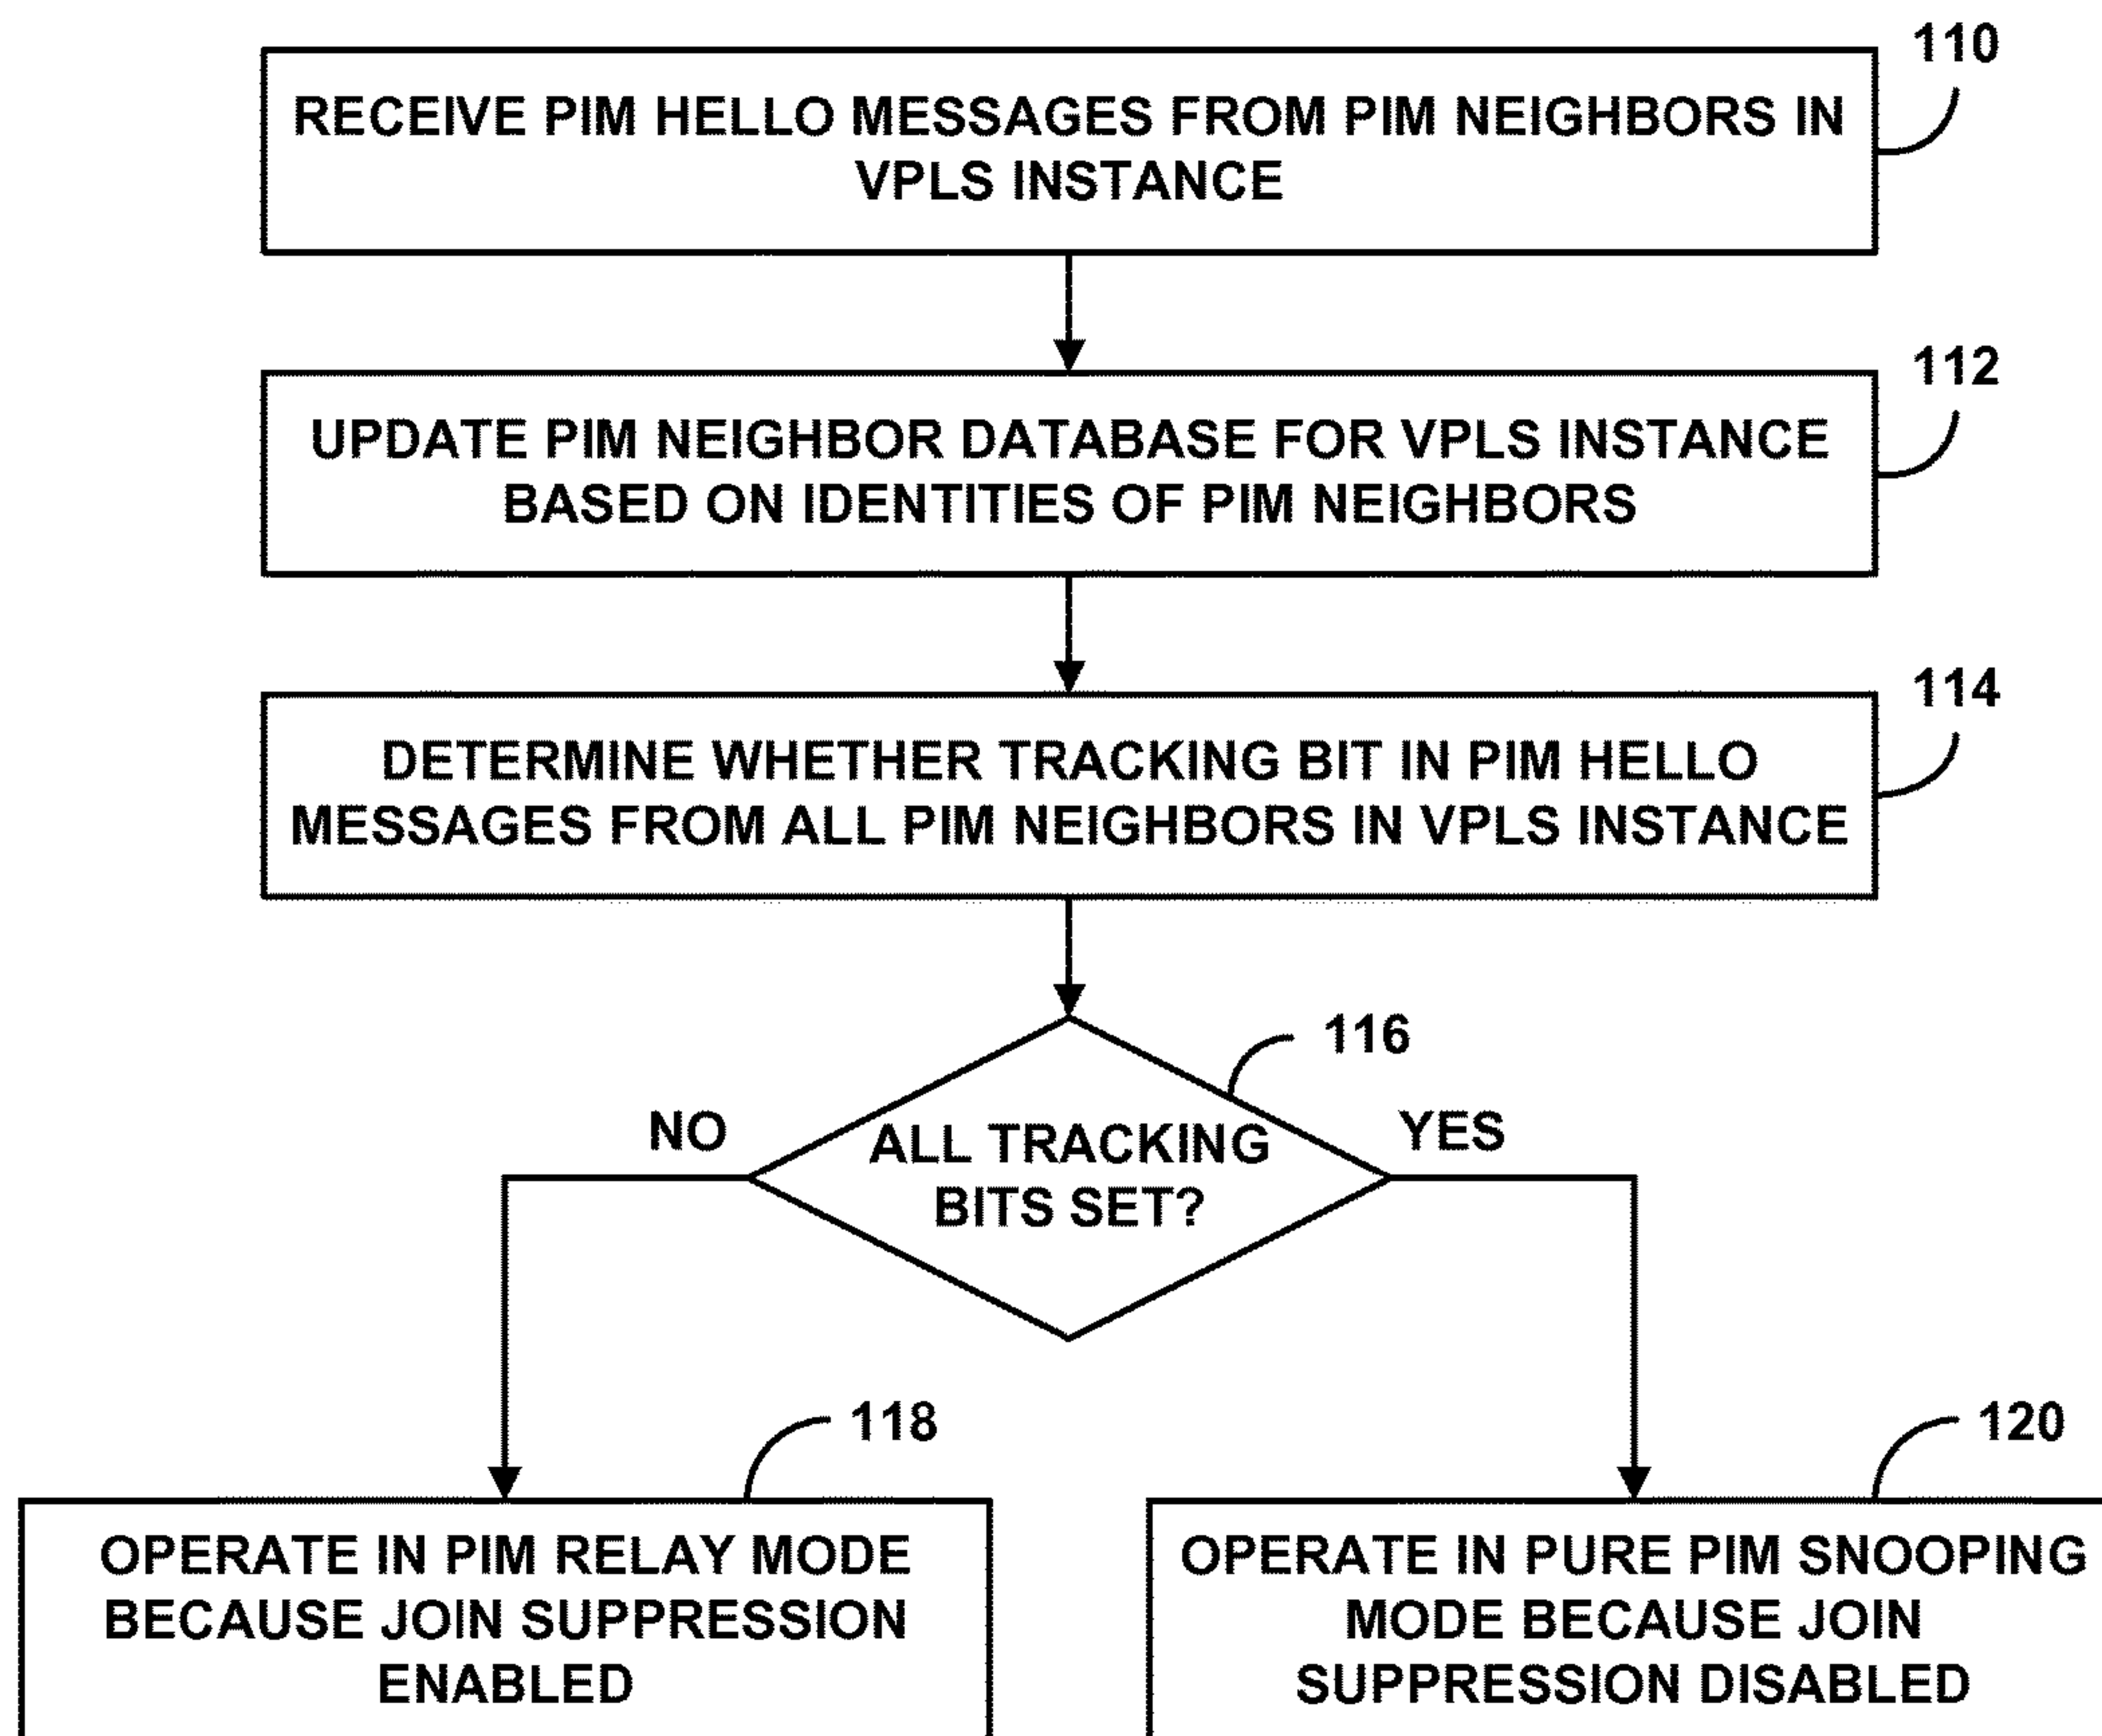 110
RECEIVE PIM HELLO MESSAGES FROM PIM NEIGHBORS IN
VPLS INSTANCE
112
UPDATE PIM NEIGHBOR DATABASE FOR VPLS INSTANCE
BASED ON IDENTITIES OF PIM NEIGHBORS
114
DETERMINE WHETHER TRACKING BIT IN PIM HELLO
MESSAGES FROM ALL PIM NEIGHBORS IN VPLS INSTANCE
116
NO
YES
ALL TRACKING
BITS SET?
118
OPERATE IN PIM RELAY MODE
BECAUSE JOIN SUPPRESSION
ENABLED
120
OPERATE IN PURE PIM SNOOPING
MODE BECAUSE JOIN
SUPPRESSION DISABLED